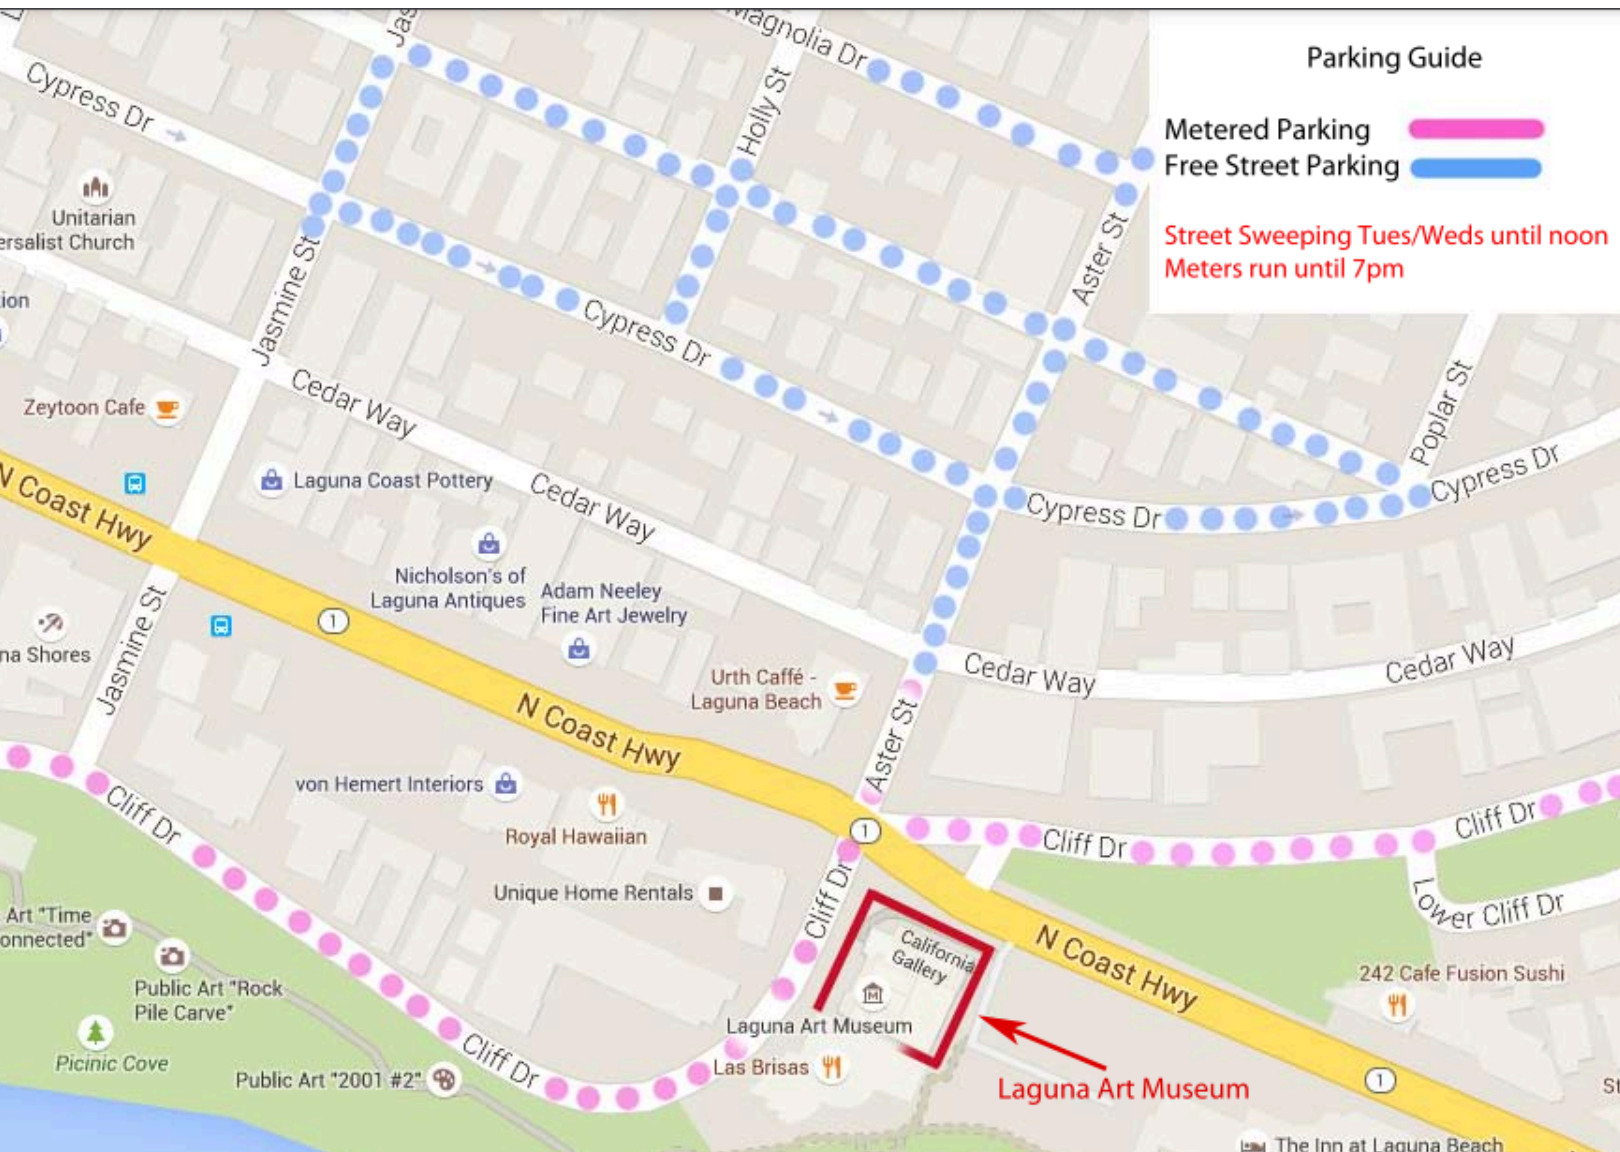 Parking Guide
Metered Parking
Free Street Parking
Street Sweeping Tues/Weds until noon
Meters run until 7pm
Jas
Magnolia Dr
Holly St
Cypress Dr
Unitarian
ersalist Church
Aster St
Jasmine St
ion
Cypress Dr
Poplar St
Zeytoon Cafe
Cedar Way
Cypress Dr
Laguna Coast Pottery
Cedar Way
Cypress Dr
N Coast Hwy
Nicholson's of
Laguna Antiques
Adam Neeley
Fine Art Jewelry
1
Jasmine St
na Shores
Cedar Way
Cedar Way
Urth Caffé -
Laguna Beach
N Coast Hwy
Aster St
von Hemert Interiors
Cliff Dr
Royal Hawaiian
1
Cliff Dr
Cliff Dr
Unique Home Rentals
Cliff Dr
Lower Cliff Dr
Art "Time
onnected"
California
Gallery
N Coast Hwy
242 Cafe Fusion Sushi
Public Art "Rock
Pile Carve"
M
Laguna Art Museum
Picinic Cove
Cliff Dr
Las Brisas
Public Art "2001 #2"
Laguna Art Museum
1
St
The Inn at Laguna Beach